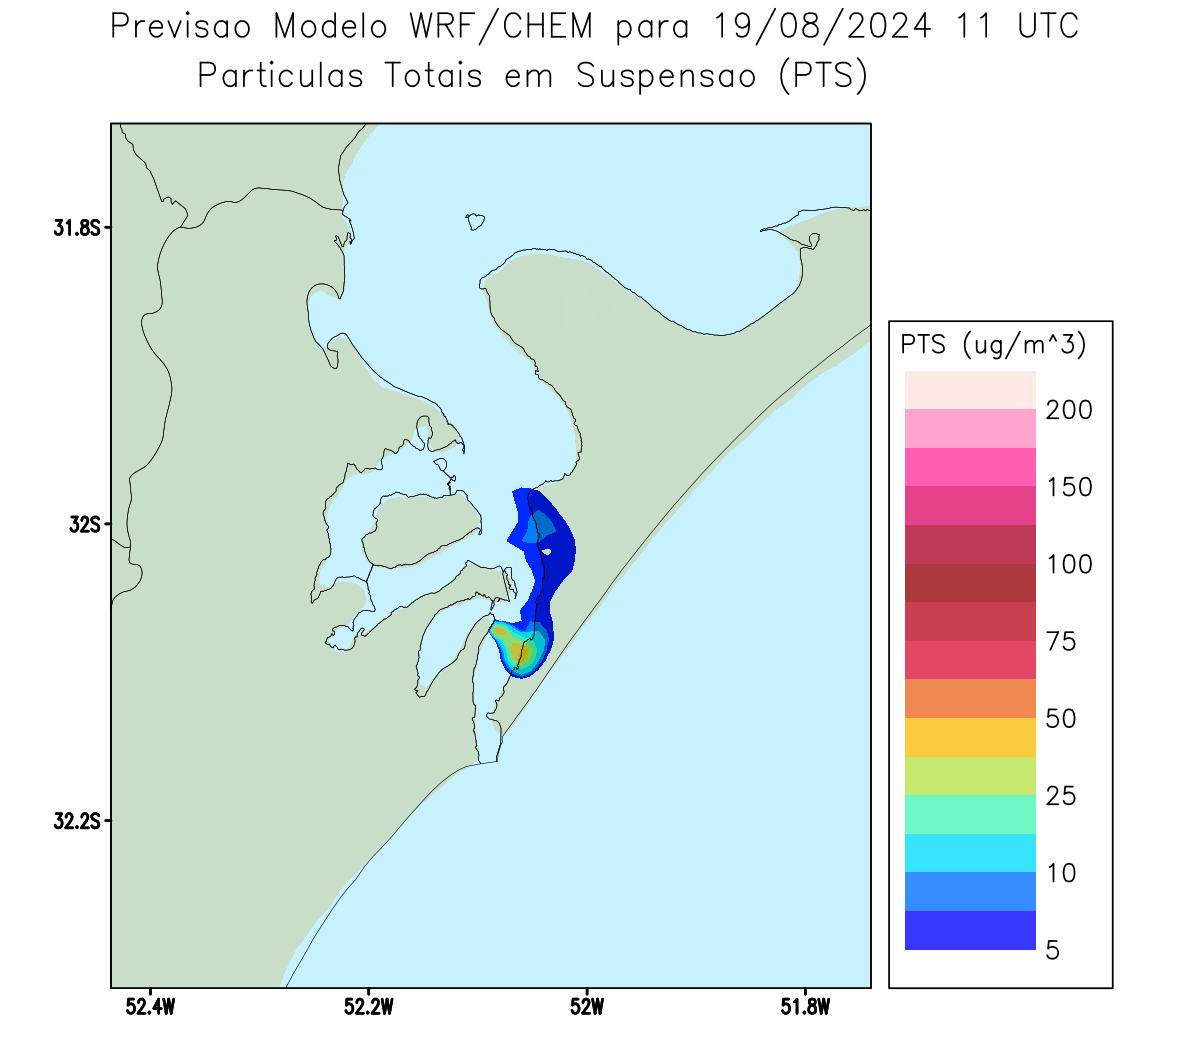 Previsao Modelo WRF/CHEM para 19/08/2024 11 UTC
Particulas Totais em Suspensao (PTS)
31.8S
32S
32.2S
52.4W
52.2W
52W
51.8W
PTS (ug/m^3)
200
150
100
75
50
25
10
5